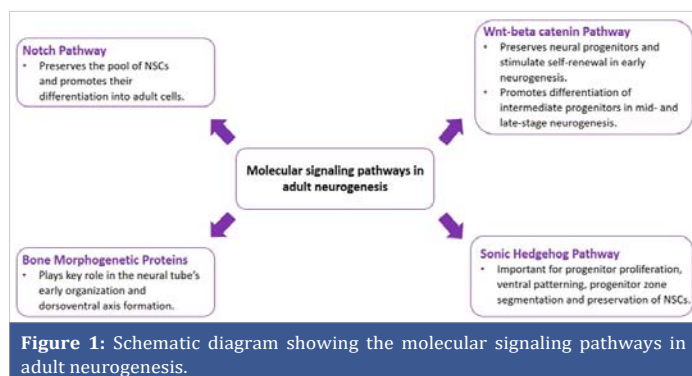 Notch Pathway
• Preserves the pool of NSCs
and promotes their
differentiation into adult cells.
Wnt-beta catenin Pathway
• Preserves neural progenitors and
stimulate self-renewal in early
neurogenesis.
• Promotes differentiation of
intermediate progenitors in mid- and
late-stage neurogenesis.
Molecular signaling pathways in
adult neurogenesis
Bone Morphogenetic Proteins
• Plays key role in the neural tube's
early organization and
dorsoventral axis formation.
Sonic Hedgehog Pathway
• Important for progenitor proliferation,
ventral patterning, progenitor zone
segmentation and preservation of NSCs.
Figure 1: Schematic diagram showing the molecular signaling pathways in
adult neurogenesis.